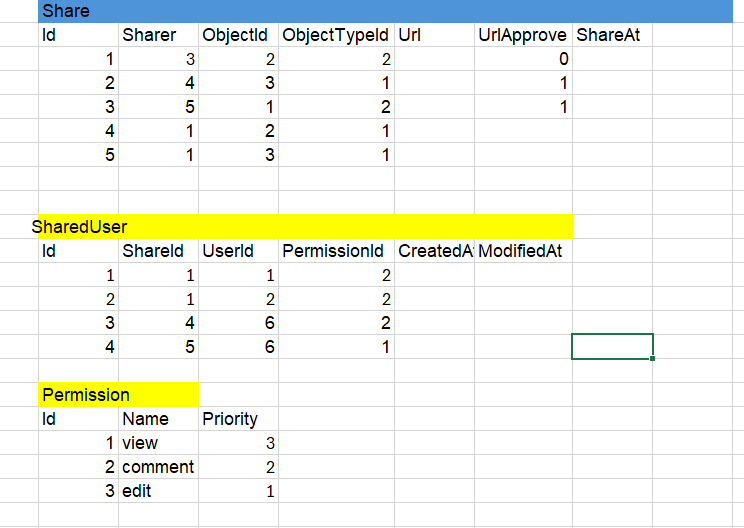 Share
Id Sharer ObjectId ObjectTypeId Url UrlApprove ShareAt
1 3 2 2 0
2 4 3 1 1
3 5 1 2 1
4 1 2 1
5 1 3 1
SharedUser
Id ShareId UserId PermissionId CreatedA ModifiedAt
1 1 1 2
2 1 2 2
3 4 6 2
4 5 6 1
Permission
Id Name Priority
1 view 3
2 comment 2
3 edit 1